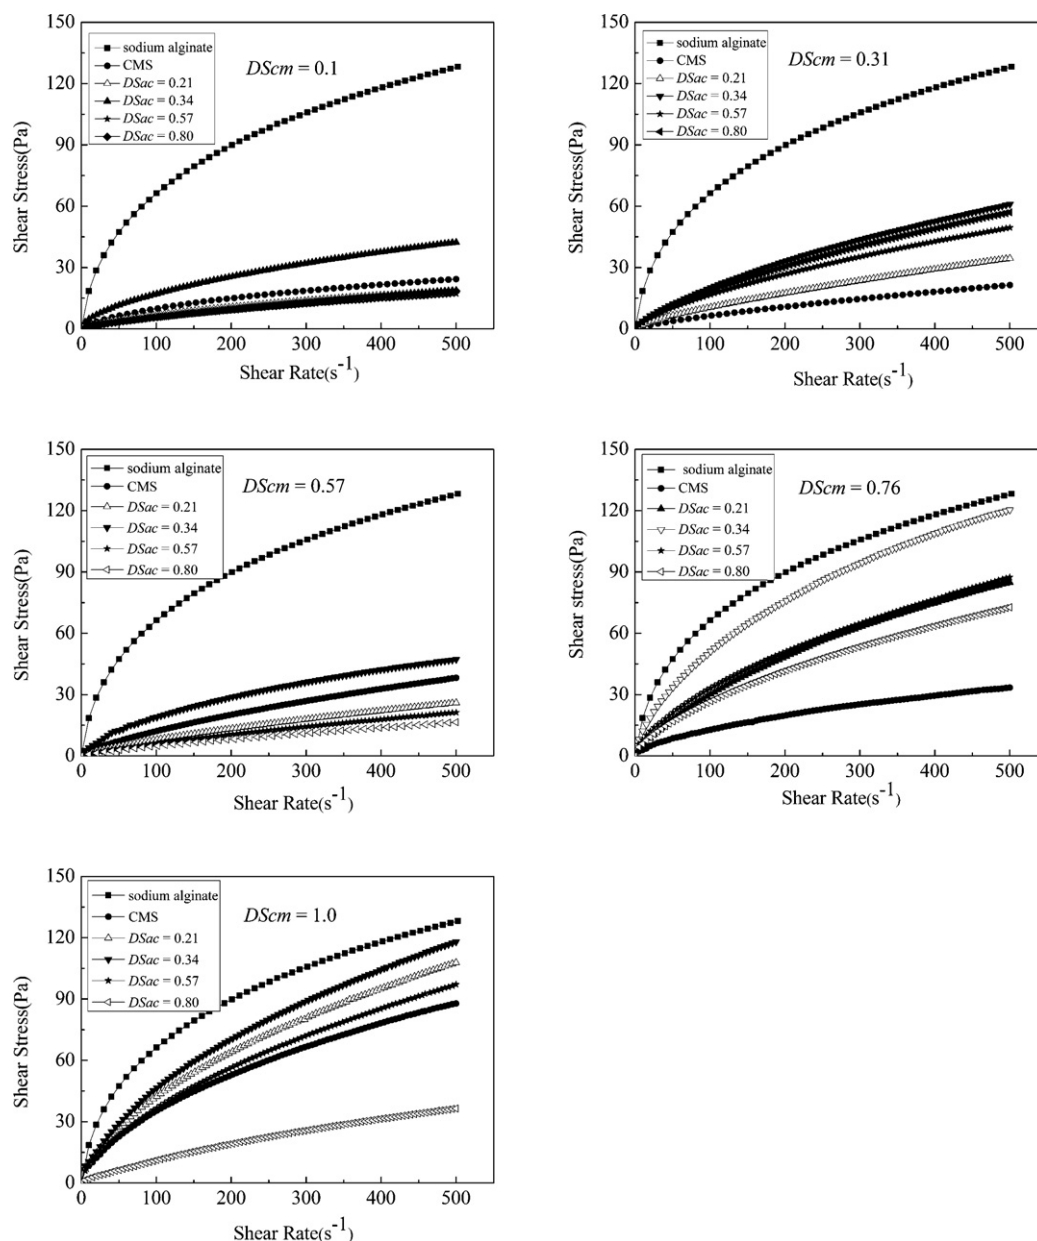 150
120
90
60
30
0
Shear Stress(Pa)
sodium alginate
CMS
DSac = 0.21
DSac = 0.34
DSac = 0.57
DSac = 0.80
DScm = 0.1
0 100 200 300 400 500
Shear Rate(s-1)
150
120
90
60
30
0
Shear Stress(Pa)
sodium alginate
CMS
DSac = 0.21
DSac = 0.34
DSac = 0.57
DSac = 0.80
DScm = 0.31
0 100 200 300 400 500
Shear Rate(s-1)
150
120
90
60
30
0
Shear Stress(Pa)
sodium alginate
CMS
DSac = 0.21
DSac = 0.34
DSac = 0.57
DSac = 0.80
DScm = 0.57
0 100 200 300 400 500
Shear Rate(s-1)
150
120
90
60
30
0
Shear stress(Pa)
sodium alginate
CMS
DSac = 0.21
DSac = 0.34
DSac = 0.57
DSac = 0.80
DScm = 0.76
0 100 200 300 400 500
Shear Rate(s-1)
150
120
90
60
30
0
Shear Stress(Pa)
sodium alginate
CMS
DSac = 0.21
DSac = 0.34
DSac = 0.57
DSac = 0.80
DScm = 1.0
0 100 200 300 400 500
Shear Rate(s-1)